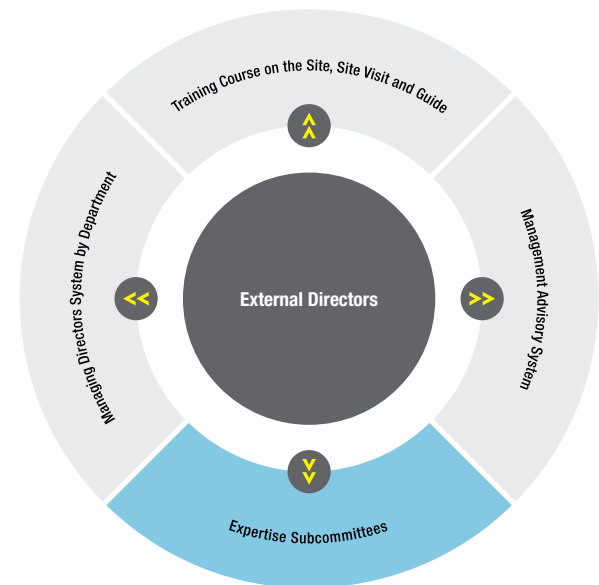 Training Course on the Site, Site Visit and Guide
Managing Directors System by Department
External Directors
Management Advisory System
Expertise Subcommittees